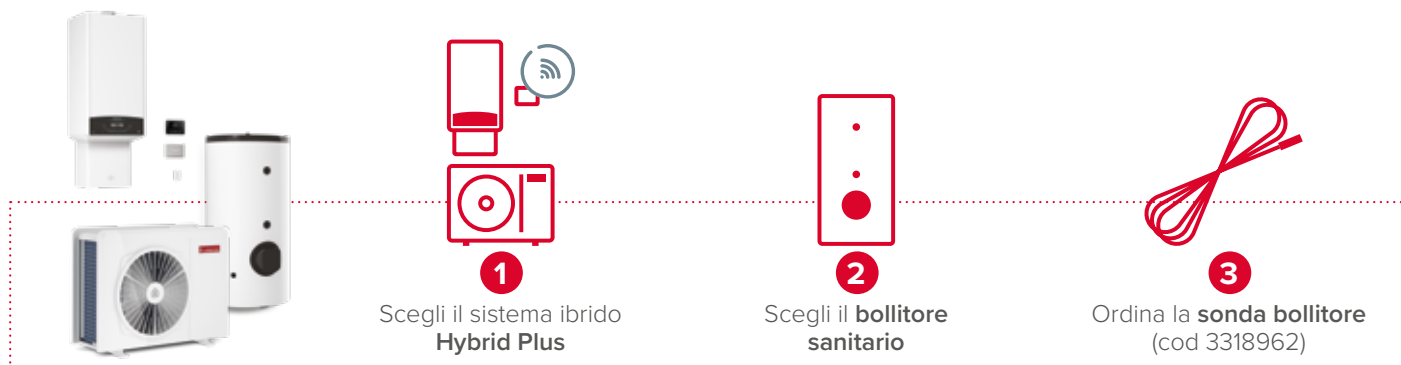 1
Scegli il sistema ibrido
Hybrid Plus
2
Scegli il bollitore
sanitario
3
Ordina la sonda bollitore
(cod 3318962)